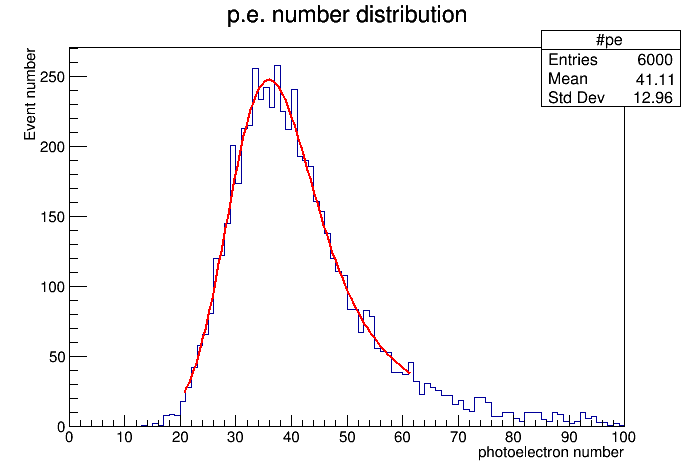 p.e. number distribution
#pe
Entries 6000
Mean 41.11
Std Dev 12.96
Event number
250
200
150
100
50
0
0 10 20 30 40 50 60 70 80 90 100
photoelectron number